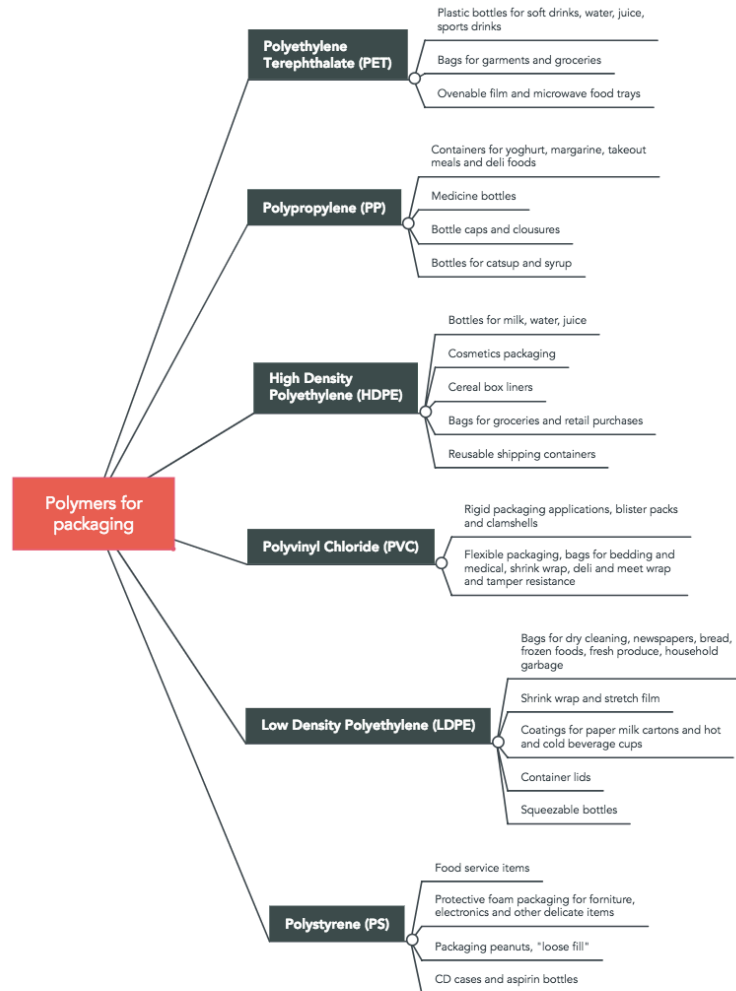 Polymers for
packaging
Polyethylene
Terephthalate (PET)
Plastic bottles for soft drinks, water, juice,
sports drinks
Bags for garments and groceries
Ovenable film and microwave food trays
Polypropylene (PP)
Containers for yoghurt, margarine, takeout
meals and deli foods
Medicine bottles
Bottle caps and clousures
Bottles for catsup and syrup
High Density
Polyethylene (HDPE)
Bottles for milk, water, juice
Cosmetics packaging
Cereal box liners
Bags for groceries and retail purchases
Reusable shipping containers
Polyvinyl Chloride (PVC)
Rigid packaging applications, blister packs
and clamshells
Flexible packaging, bags for bedding and
medical, shrink wrap, deli and meet wrap
and tamper resistance
Low Density Polyethylene (LDPE)
Bags for dry cleaning, newspapers, bread,
frozen foods, fresh produce, household
garbage
Shrink wrap and stretch film
Coatings for paper milk cartons and hot
and cold beverage cups
Container lids
Squeezable bottles
Polystyrene (PS)
Food service items
Protective foam packaging for forniture,
electronics and other delicate items
Packaging peanuts, "loose fill"
CD cases and aspirin bottles